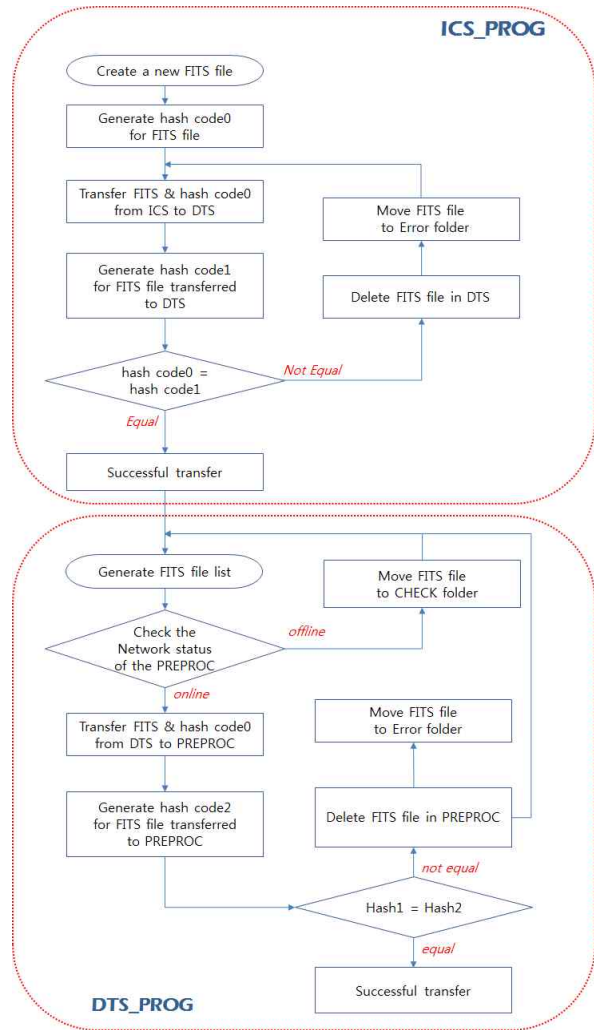 ICS_PROG
Create a new FITS file
Generate hash code0
for FITS file
Transfer FITS & hash code0
from ICS to DTS
Move FITS file
to Error folder
Generate hash code1
for FITS file transferred
to DTS
Delete FITS file in DTS
hash code0 =
hash code1
Not Equal
Equal
Successful transfer
Generate FITS file list
Move FITS file
to CHECK folder
Check the
Network status
of the PREPROC
offline
online
Transfer FITS & hash code0
from DTS to PREPROC
Move FITS file
to Error folder
Generate hash code2
for FITS file transferred
to PREPROC
Delete FITS file in PREPROC
not equal
Hash1 = Hash2
equal
Successful transfer
DTS_PROG